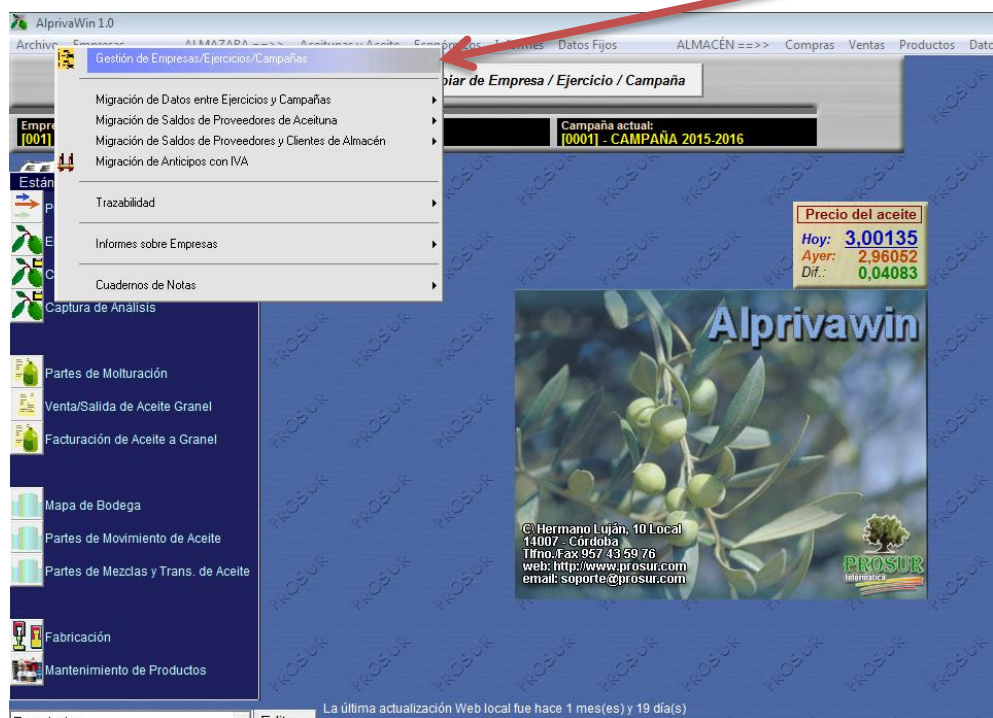 AlprivaWin 1.0
Archivo Empresas ALMAZARA ==>> Aceitunas y Aceite Económicos Informes Datos Fijos ALMACÉN ==>> Compras Ventas Productos Dato
Gestión de Empresas/Ejercicios/Campañas
biar de Empresa / Ejercicio / Campaña
Migración de Datos entre Ejercicios y Campañas
Migración de Saldos de Proveedores de Aceituna
Migración de Saldos de Proveedores y Clientes de Almacén
Migración de Anticipos con IVA
Trazabilidad
Informes sobre Empresas
Cuadernos de Notas
Empre
[001]
Campaña actual:
[0001] - CAMPAÑA 2015-2016
Están
P
E
C
Captura de Análisis
Partes de Molturación
Venta/Salida de Aceite Granel
Facturación de Aceite a Granel
Mapa de Bodega
Partes de Movimiento de Aceite
Partes de Mezclas y Trans. de Aceite
Fabricación
Mantenimiento de Productos
Precio del aceite
Hoy: 3,00135
Ayer: 2,96052
Dif.: 0,04083
Alprivawin
C\ Hermano Luján, 10 Local
14007 - Córdoba
Tlfno./Fax 957 43 59 76
web: http://www.prosur.com
email: soporte@prosur.com
PROSUR
Informática
La última actualización Web local fue hace 1 mes(es) y 19 día(s)